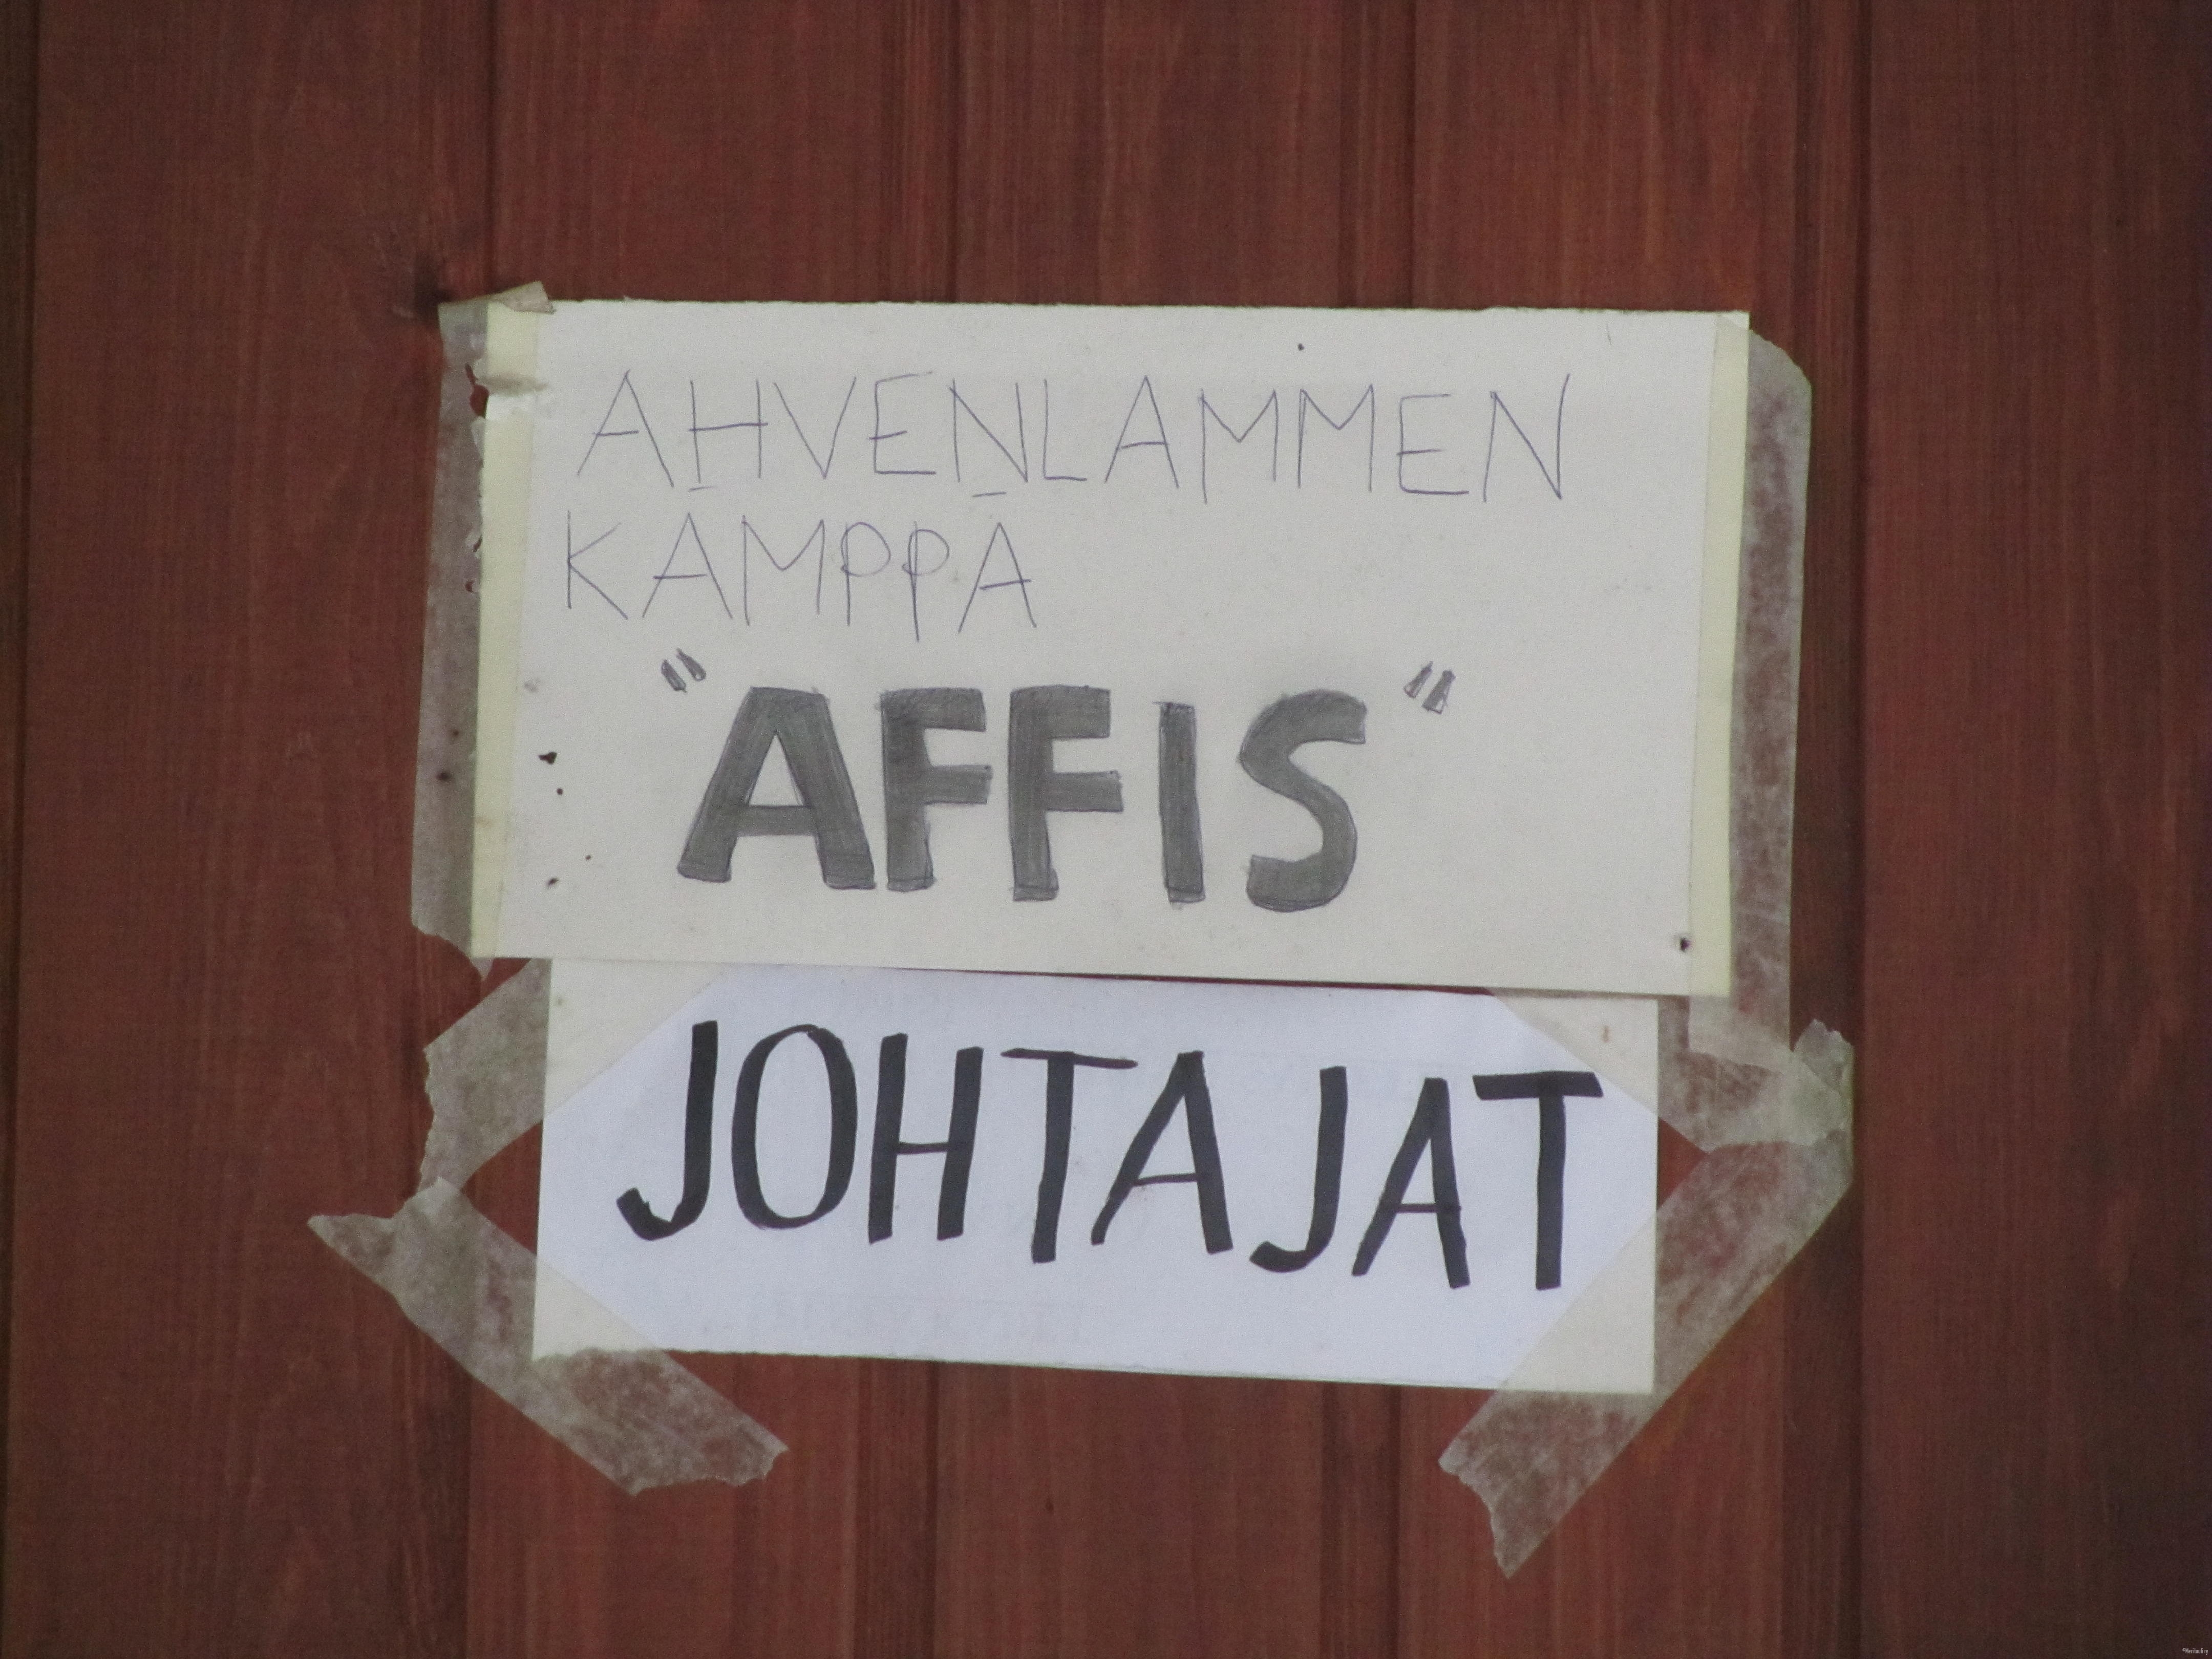 AHVENLAMMEN
KÄMPPÄ
"AFFIS"
JOHTAJAT